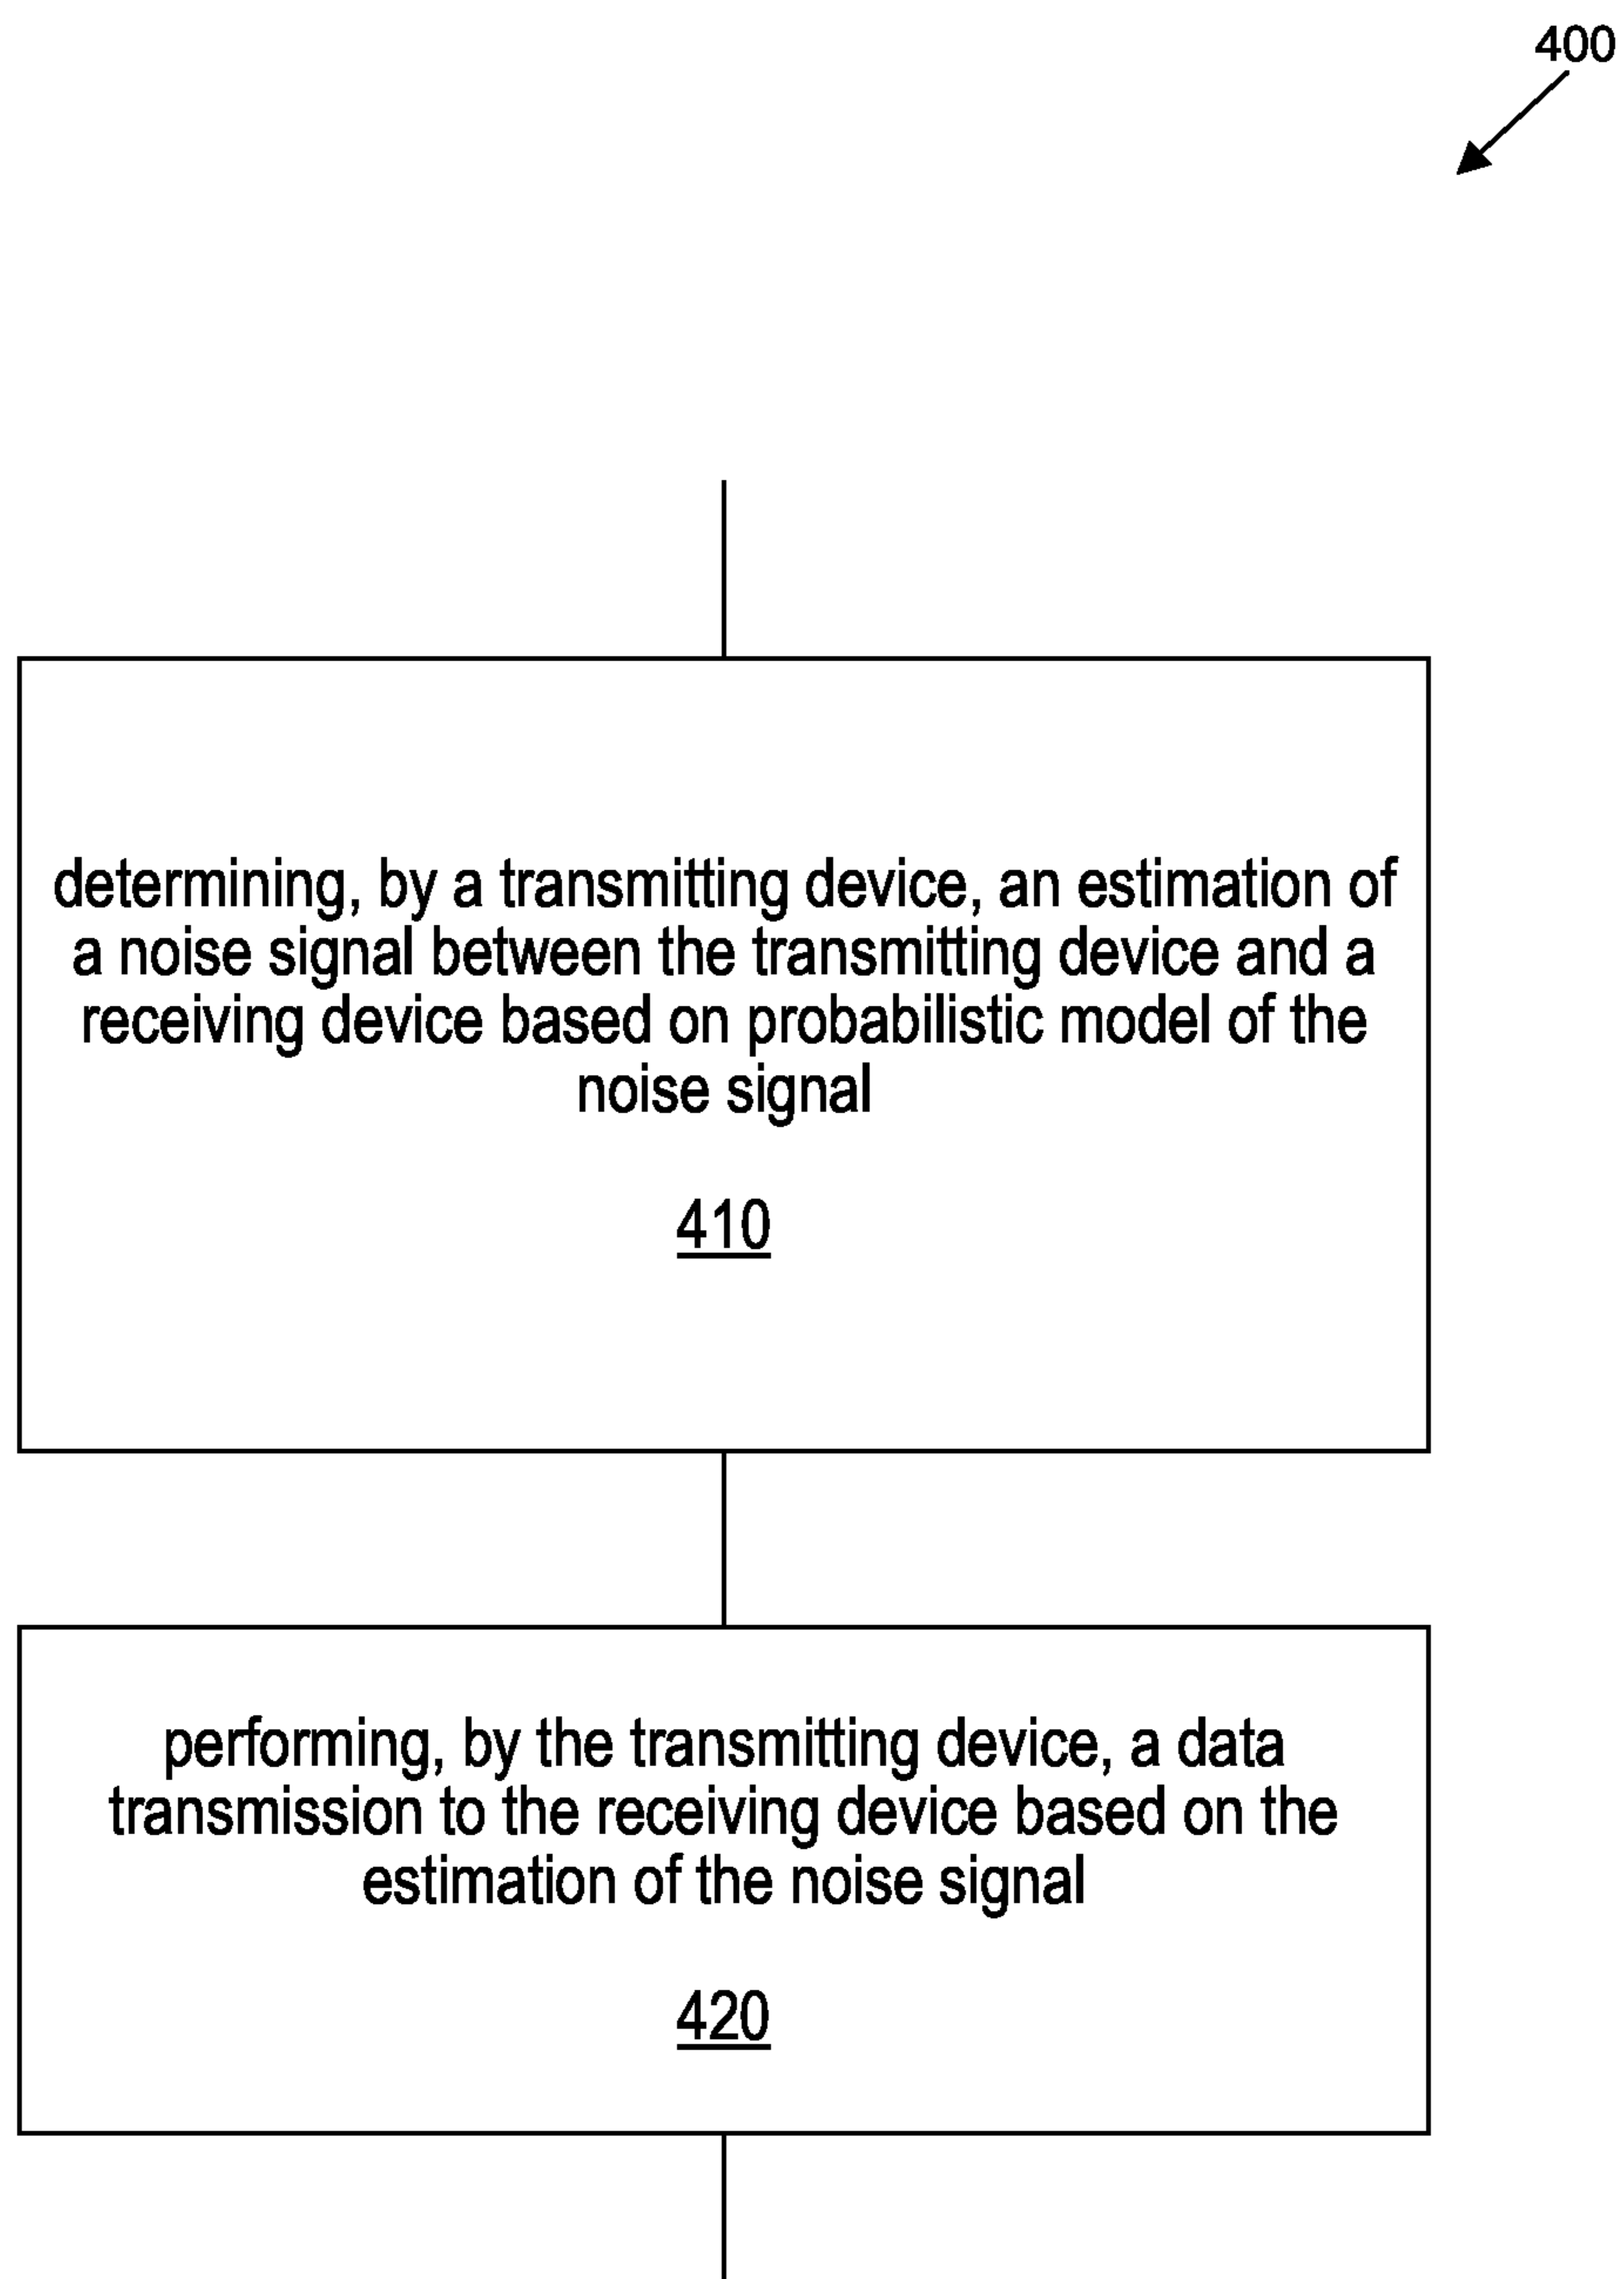 400
determining, by a transmitting device, an estimation of
a noise signal between the transmitting device and a
receiving device based on probabilistic model of the
noise signal
410
performing, by the transmitting device, a data
transmission to the receiving device based on the
estimation of the noise signal
420